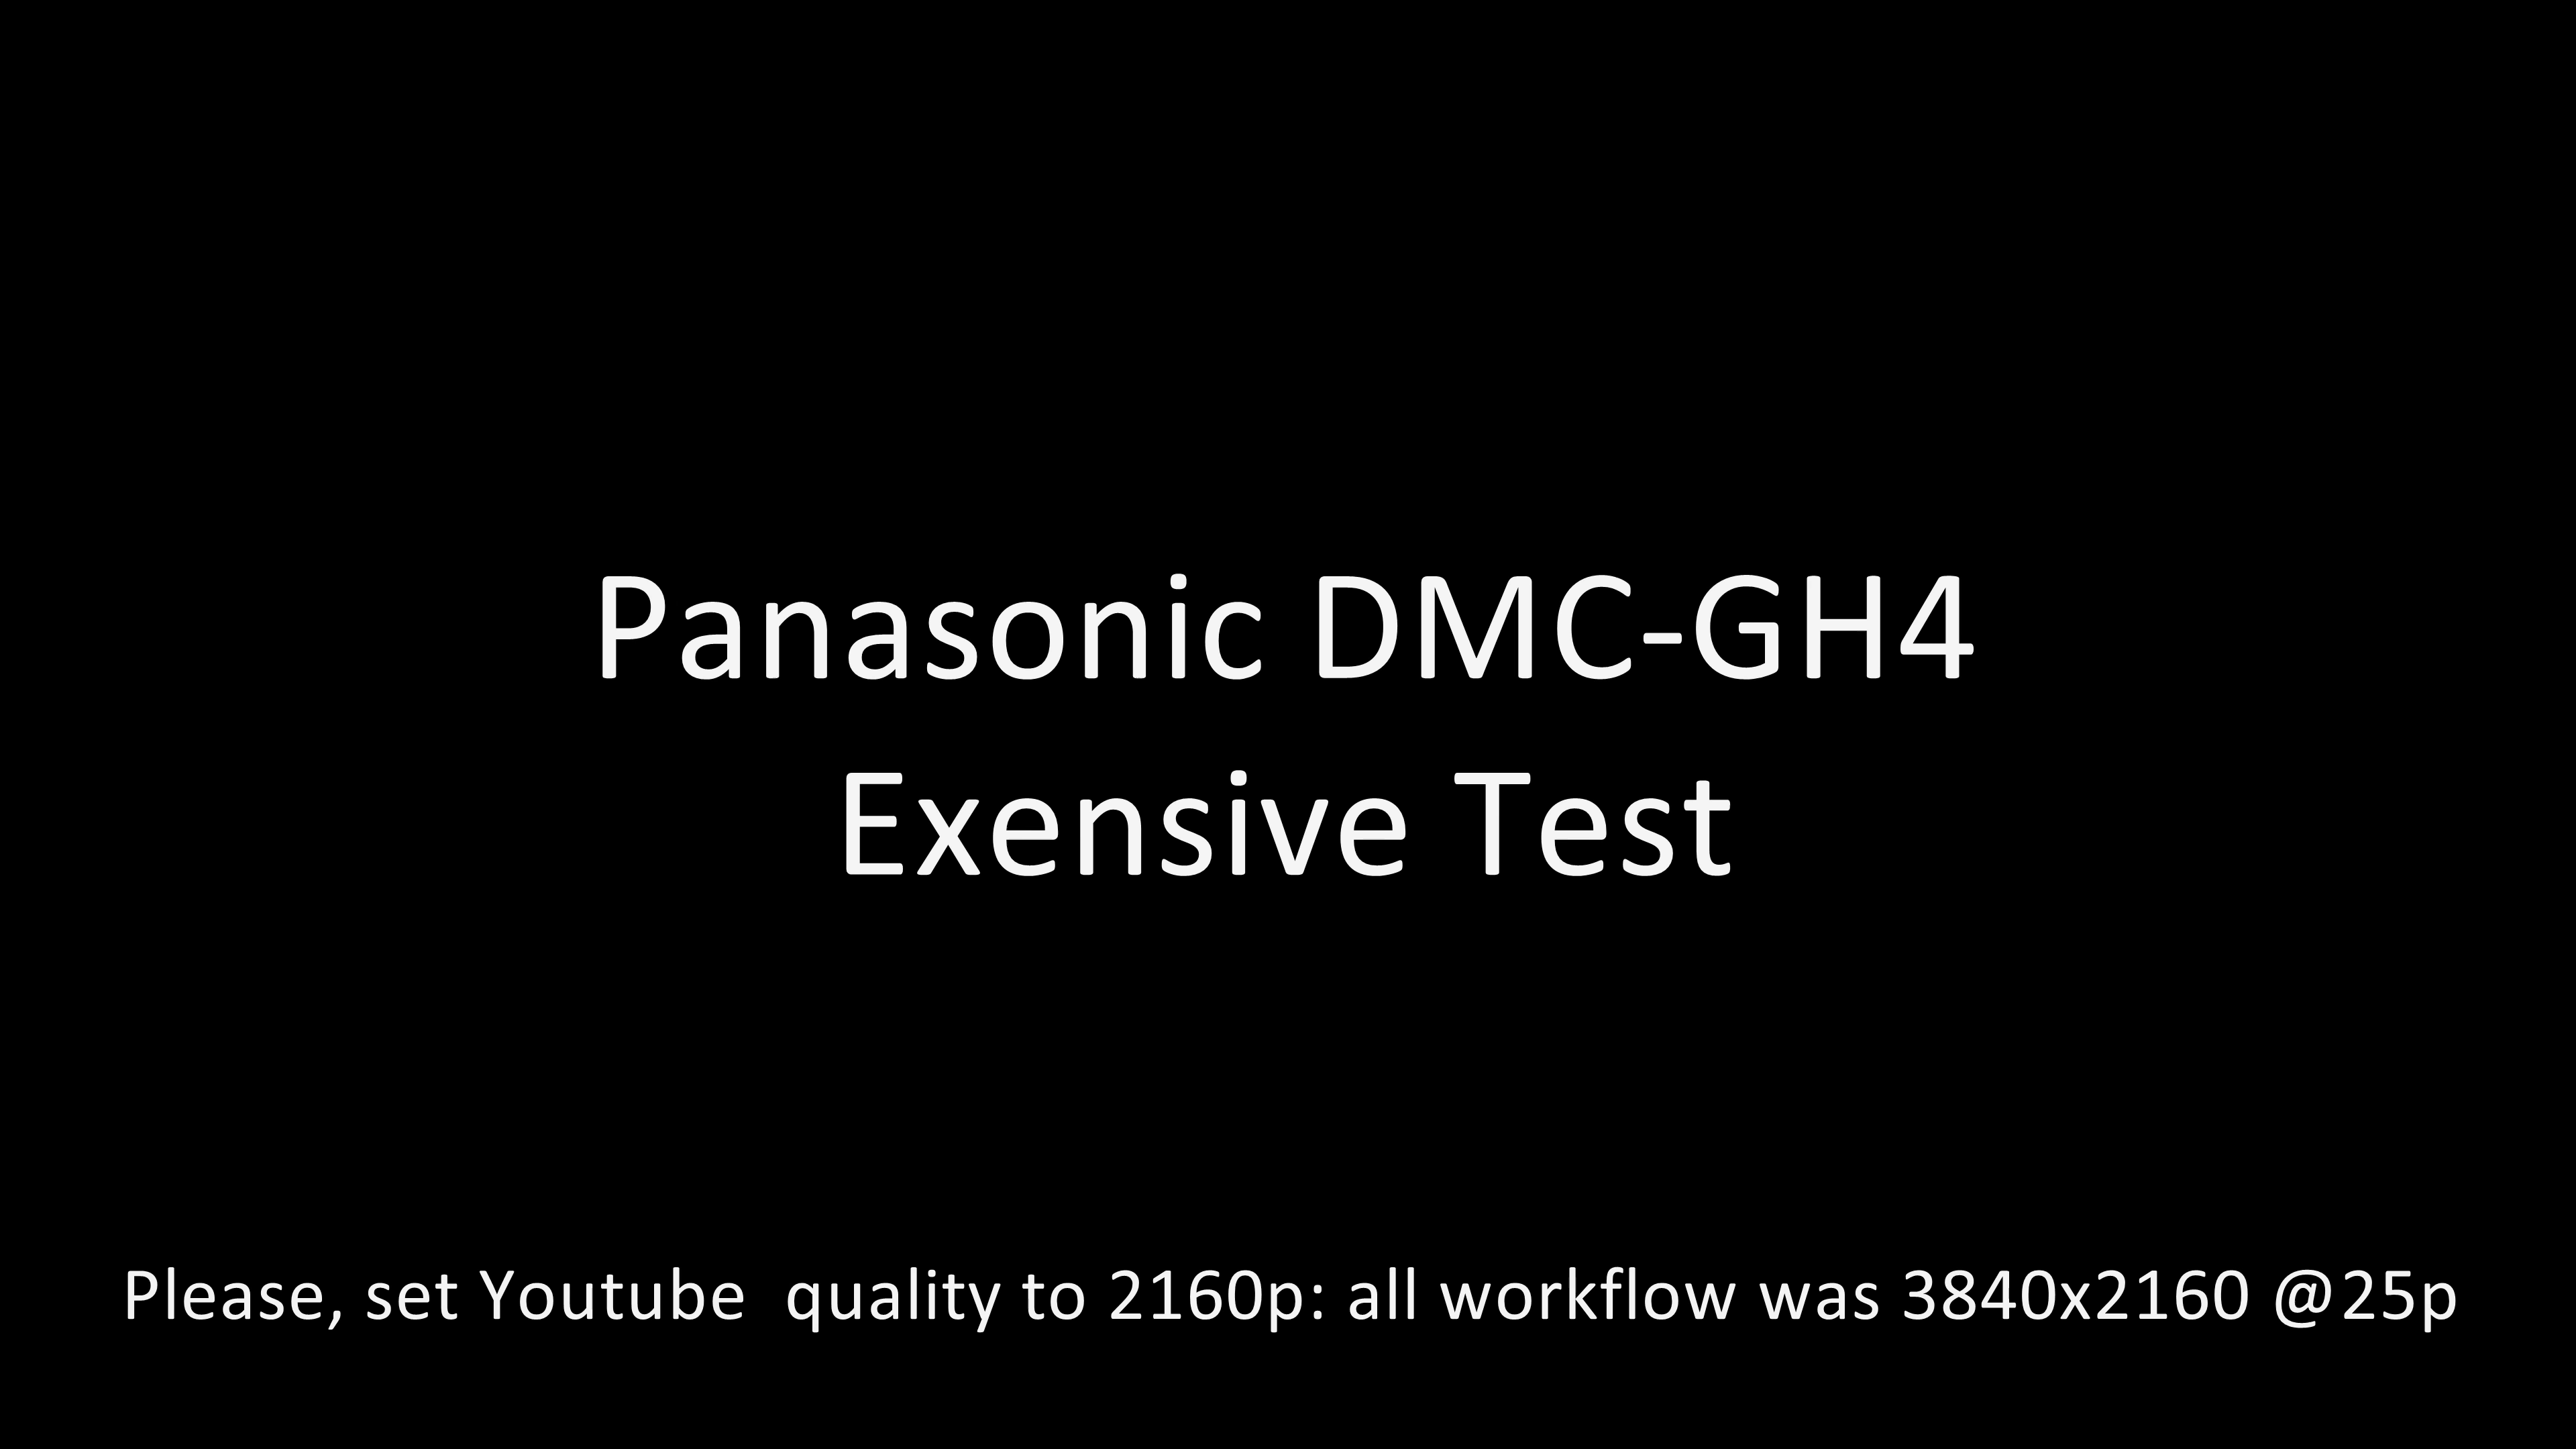 Panasonic DMC-GH4
Exensive Test
Please, set Youtube  quality to 2160p: all workflow was 3840x2160 @25p